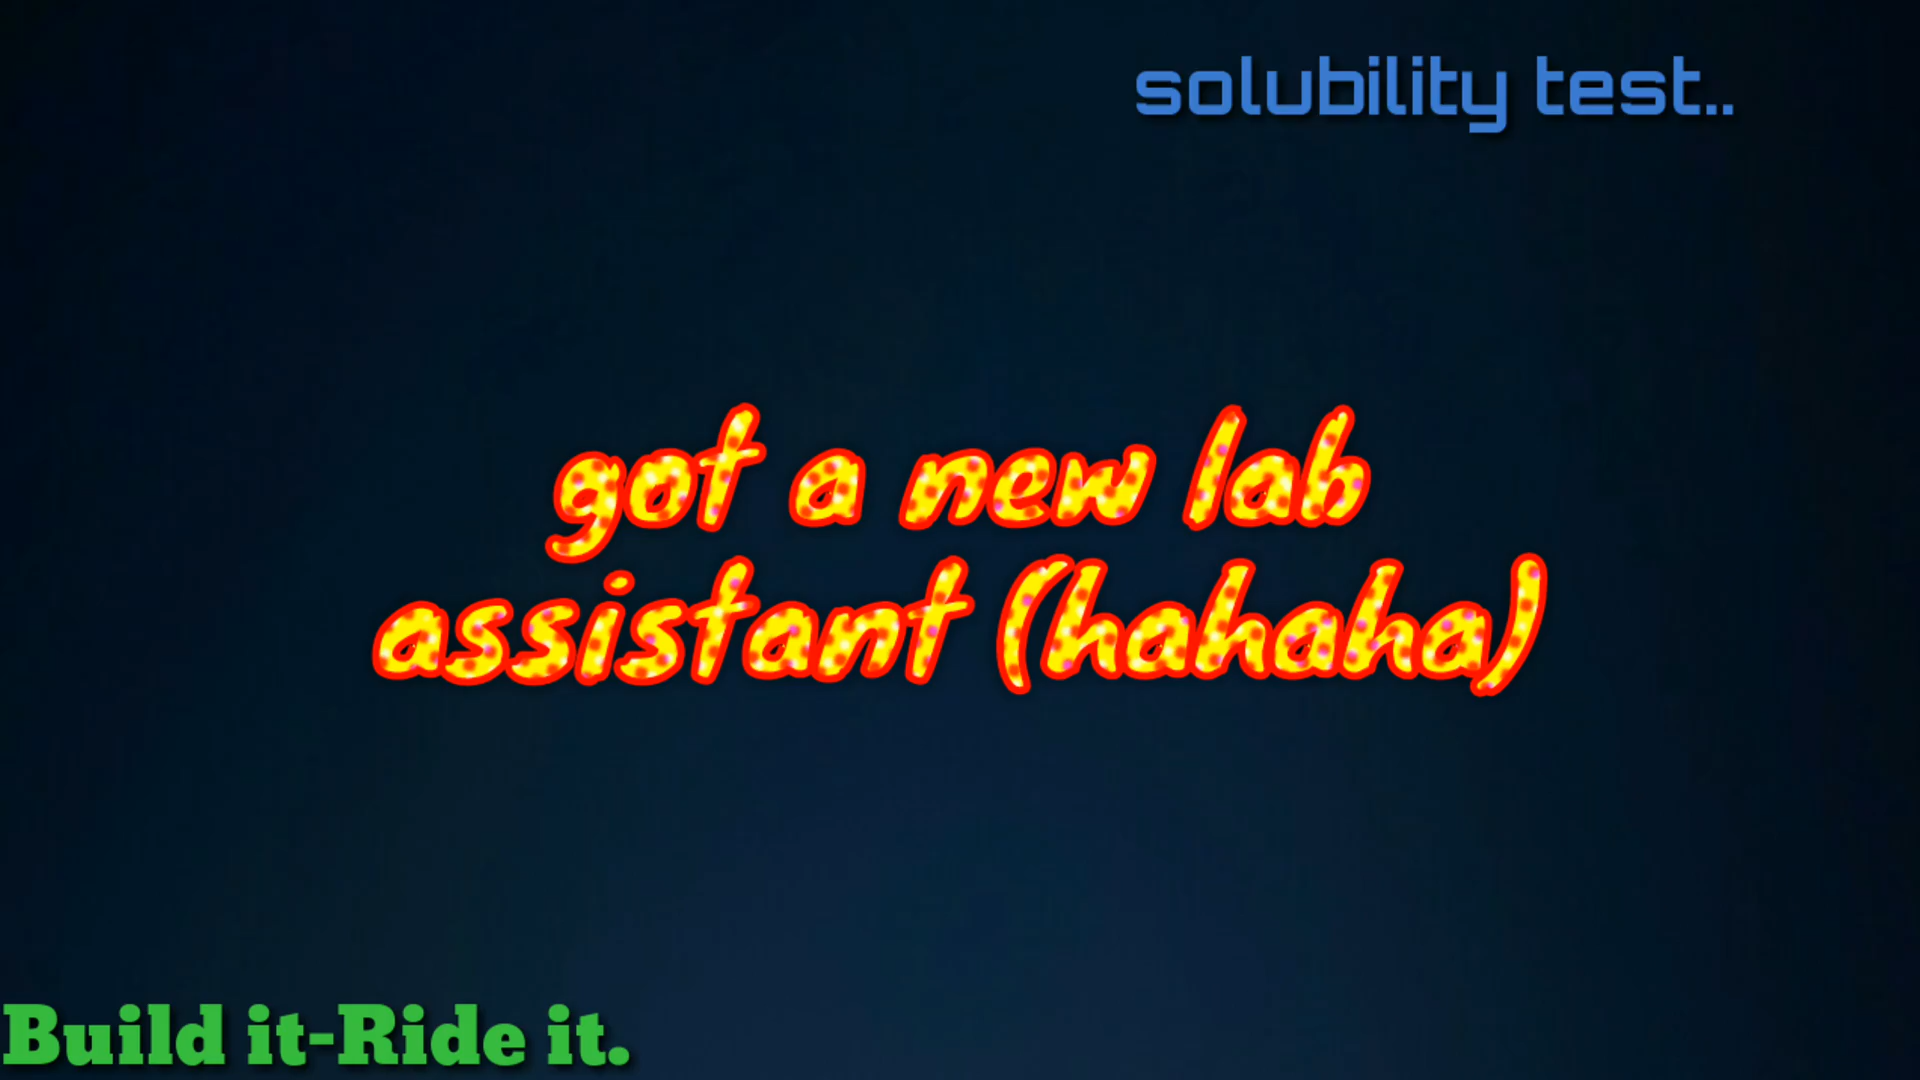 solubility test..
got a new lab
assistant (hahaha)
Build it-Ride it.